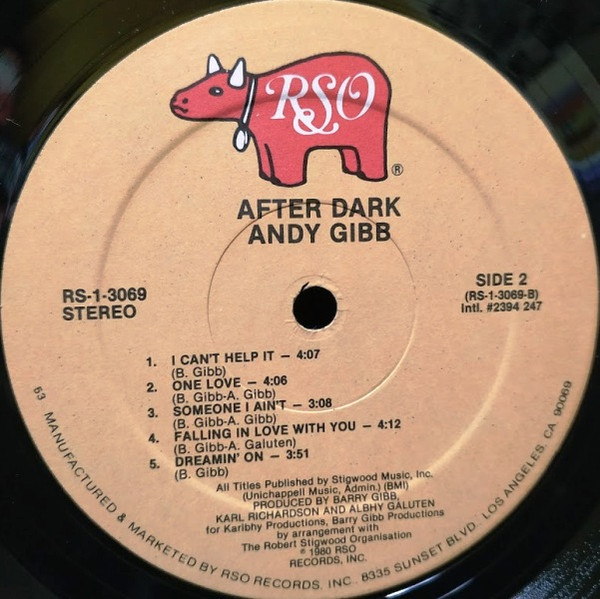 RSO
®
AFTER DARK
ANDY GIBB
RS-1-3069
STEREO
SIDE 2
(RS-1-3069-B)
Intl. #2394 247
1. I CAN'T HELP IT — 4:07
(B. Gibb)
2. ONE LOVE — 4:06
(B. Gibb-A. Gibb)
3. SOMEONE I AIN'T — 3:08
(B. Gibb-A. Gibb)
4. FALLING IN LOVE WITH YOU — 4:12
(B. Gibb-A. Galuten)
5. DREAMIN' ON — 3:51
(B. Gibb)
All Titles Published by Stigwood Music, Inc.
(Unichappell Music, Admin.) (BMI)
PRODUCED BY BARRY GIBB,
KARL RICHARDSON AND ALBHY GALUTEN
for Karlbhy Productions, Barry Gibb Productions
by arrangement with
The Robert Stigwood Organisation
℗ 1980 RSO
RECORDS, INC.
53 MANUFACTURED & MARKETED BY RSO RECORDS, INC. 8335 SUNSET BLVD. LOS ANGELES, CA. 90069